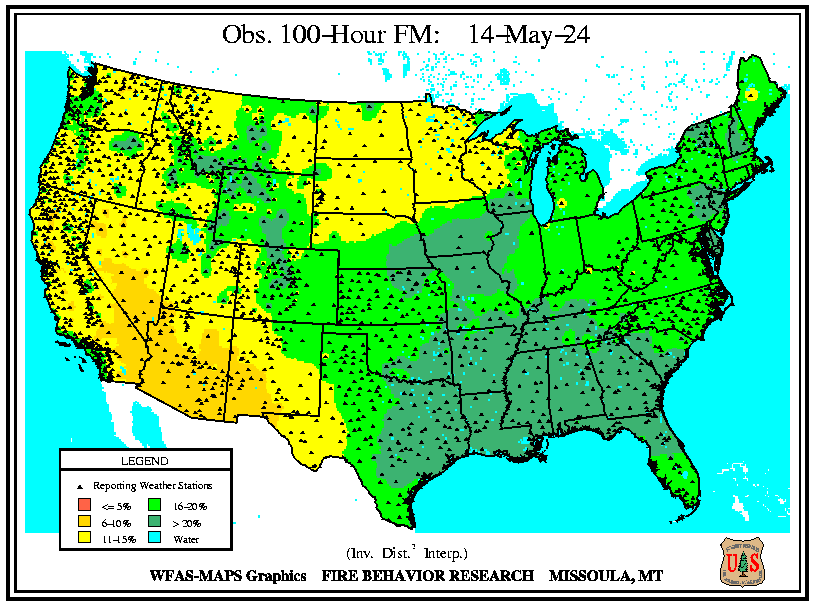 Obs. 100-Hour FM: 14-May-24
LEGEND
Reporting Weather Stations
<= 5%
16-20%
6-10%
> 20%
11-15%
Water
(Inv. Dist.² Interp.)
WFAS-MAPS Graphics FIRE BEHAVIOR RESEARCH MISSOULA, MT
U S